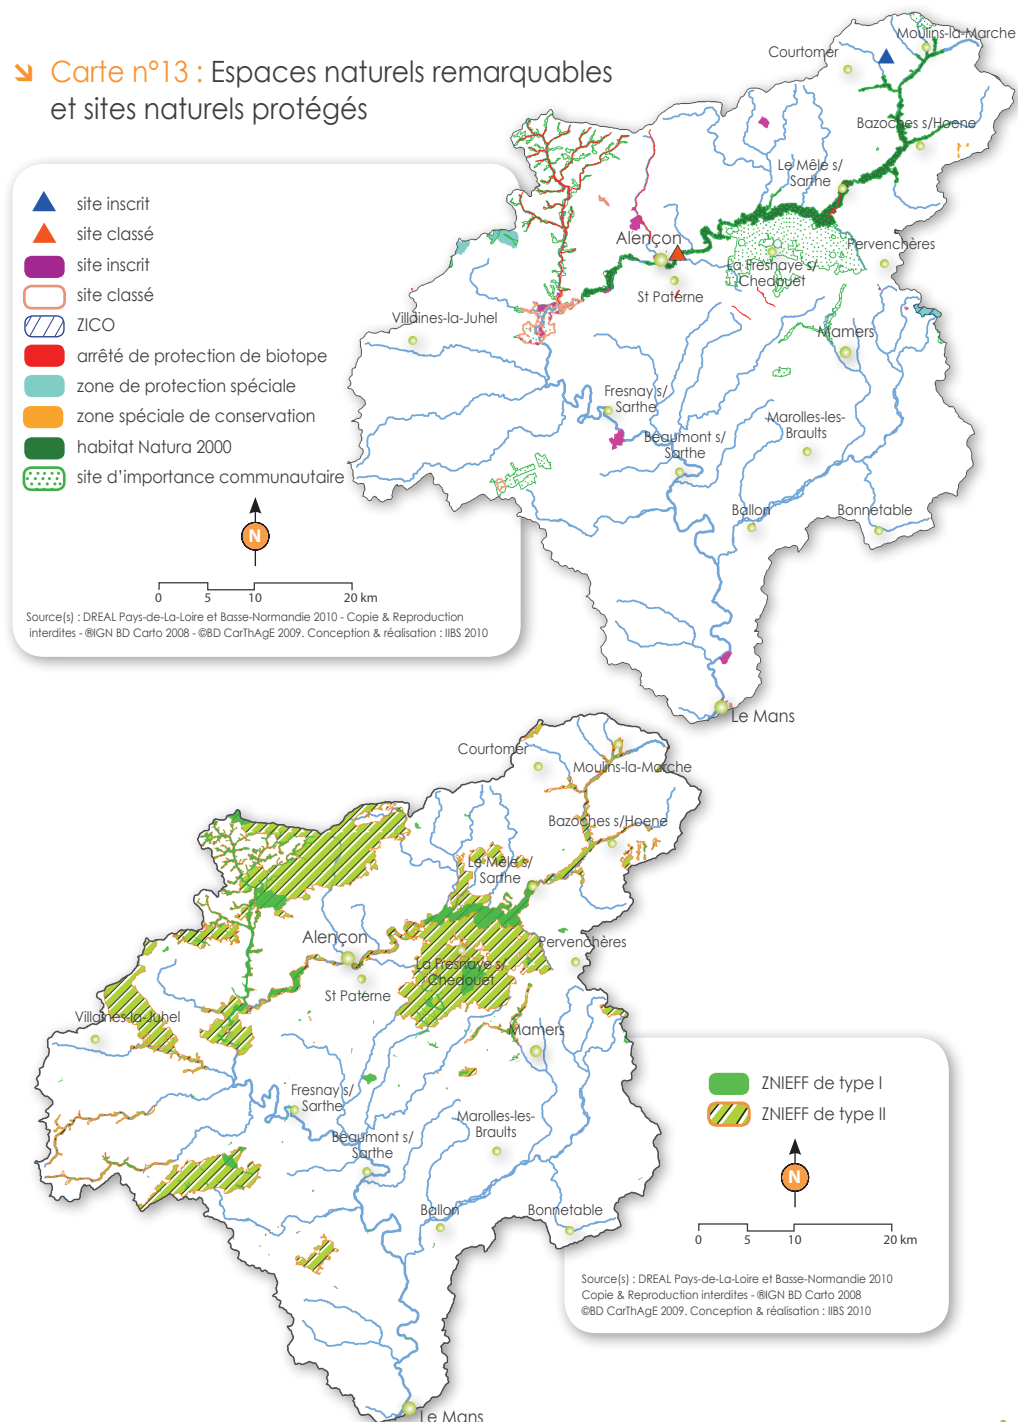 Carte n°13 : Espaces naturels remarquables
et sites naturels protégés
site inscrit
site classé
site inscrit
site classé
ZICO
arrêté de protection de biotope
zone de protection spéciale
zone spéciale de conservation
habitat Natura 2000
site d'importance communautaire
N
0 5 10 20 km
Source(s) : DREAL Pays-de-La-Loire et Basse-Normandie 2010 - Copie & Reproduction
interdites - ®IGN BD Carto 2008 - ©BD CarThAgE 2009. Conception & réalisation : IIBS 2010
Moulins-la-Marche
Courtomer
Bazoches s/Hoene
Le Mêle s/
Sarthe
Alençon
Pervenchères
La Fresnaye s/
Chedouet
St Paterne
Villaines-la-Juhel
Mamers
Fresnay s/
Sarthe
Marolles-les-
Braults
Beaumont s/
Sarthe
Ballon
Bonnetable
Le Mans
Courtomer
Moulins-la-Marche
Bazoches s/Hoene
Le Mêle s/
Sarthe
Alençon
Pervenchères
La Fresnaye s/
Chedouet
St Paterne
Villaines-la-Juhel
Mamers
Fresnay s/
Sarthe
Marolles-les-
Braults
Beaumont s/
Sarthe
Ballon
Bonnetable
Le Mans
ZNIEFF de type I
ZNIEFF de type II
N
0 5 10 20 km
Source(s) : DREAL Pays-de-La-Loire et Basse-Normandie 2010
Copie & Reproduction interdites - ®IGN BD Carto 2008
©BD CarThAgE 2009. Conception & réalisation : IIBS 2010